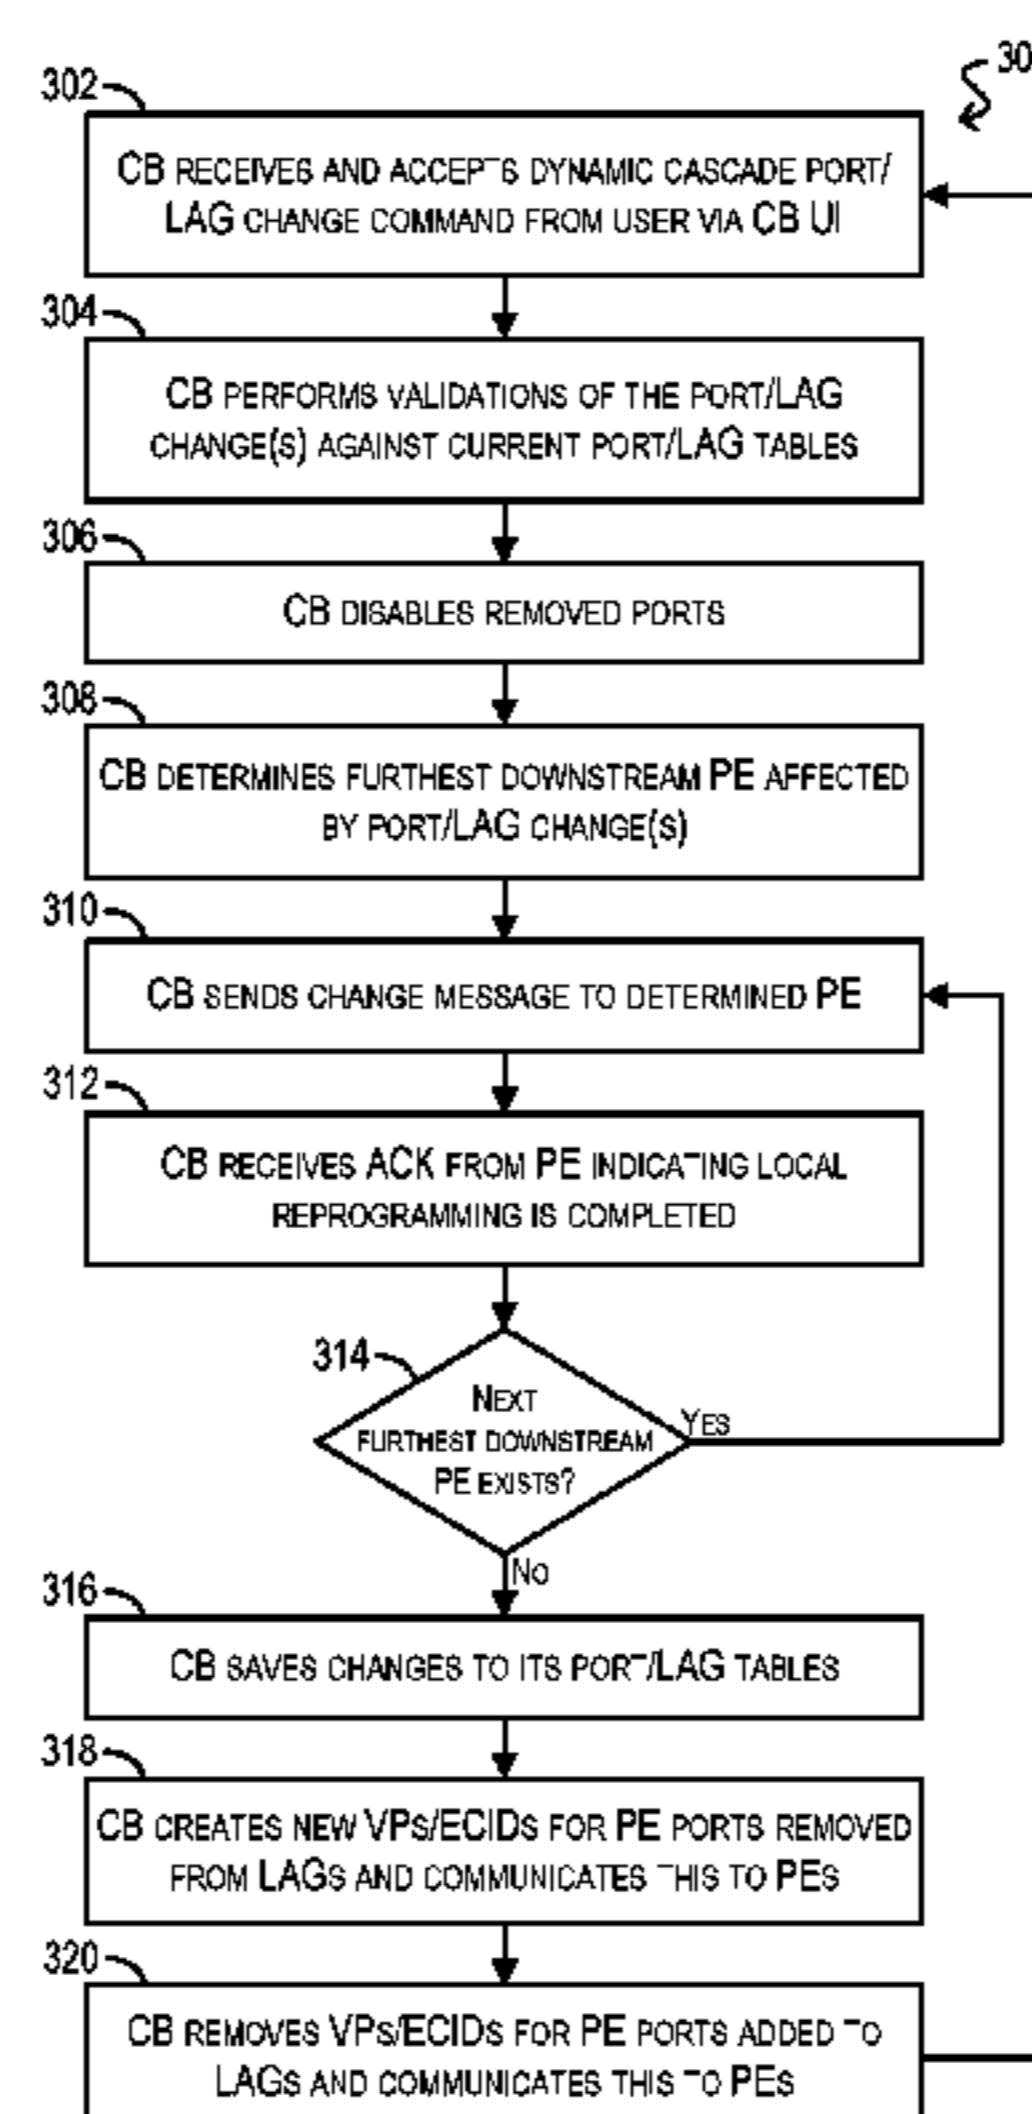 30
302
CB RECEIVES AND ACCEPTS DYNAMIC CASCADE PORT/
LAG CHANGE COMMAND FROM USER VIA CB UI
304
CB PERFORMS VALIDATIONS OF THE PORT/LAG
CHANGE(S) AGAINST CURRENT PORT/LAG TABLES
306
CB DISABLES REMOVED PORTS
308
CB DETERMINES FURTHEST DOWNSTREAM PE AFFECTED
BY PORT/LAG CHANGE(S)
310
CB SENDS CHANGE MESSAGE TO DETERMINED PE
312
CB RECEIVES ACK FROM PE INDICATING LOCAL
REPROGRAMMING IS COMPLETED
314
NEXT
FURTHEST DOWNSTREAM
PE EXISTS?
YES
NO
316
CB SAVES CHANGES TO ITS PORT/LAG TABLES
318
CB CREATES NEW VPS/ECIDS FOR PE PORTS REMOVED
FROM LAGS AND COMMUNICATES THIS TO PES
320
CB REMOVES VPS/ECIDS FOR PE PORTS ADDED TO
LAGS AND COMMUNICATES THIS TO PES